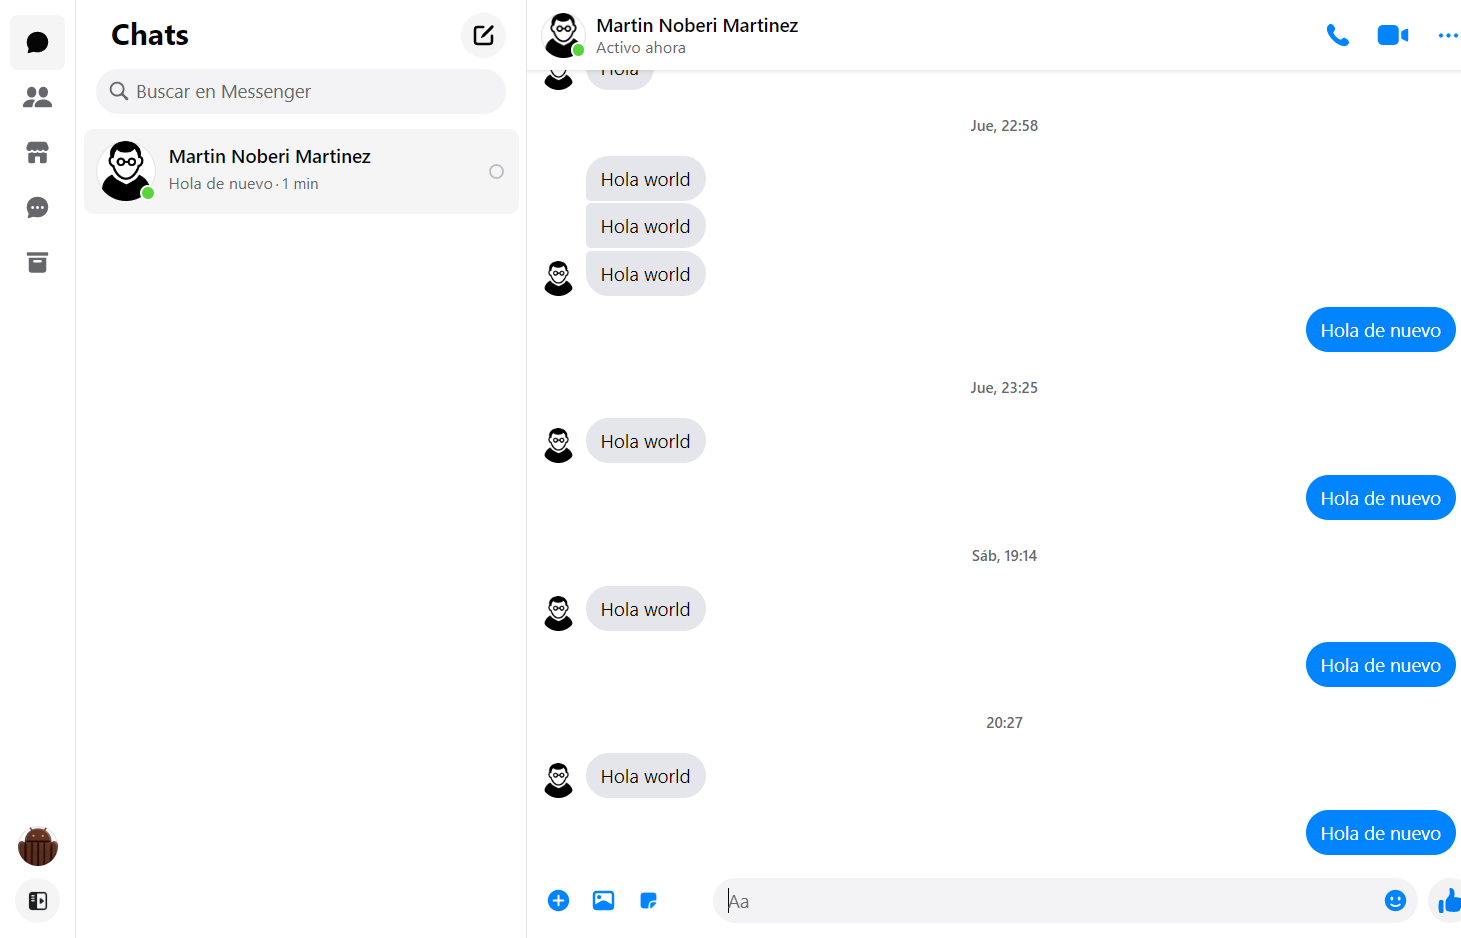 Chats
Buscar en Messenger
Martin Noberi Martinez
Hola de nuevo · 1 min
Martin Noberi Martinez
Activo ahora
Hola
Jue, 22:58
Hola world
Hola world
Hola world
Hola de nuevo
Jue, 23:25
Hola world
Hola de nuevo
Sáb, 19:14
Hola world
Hola de nuevo
20:27
Hola world
Hola de nuevo
Aa